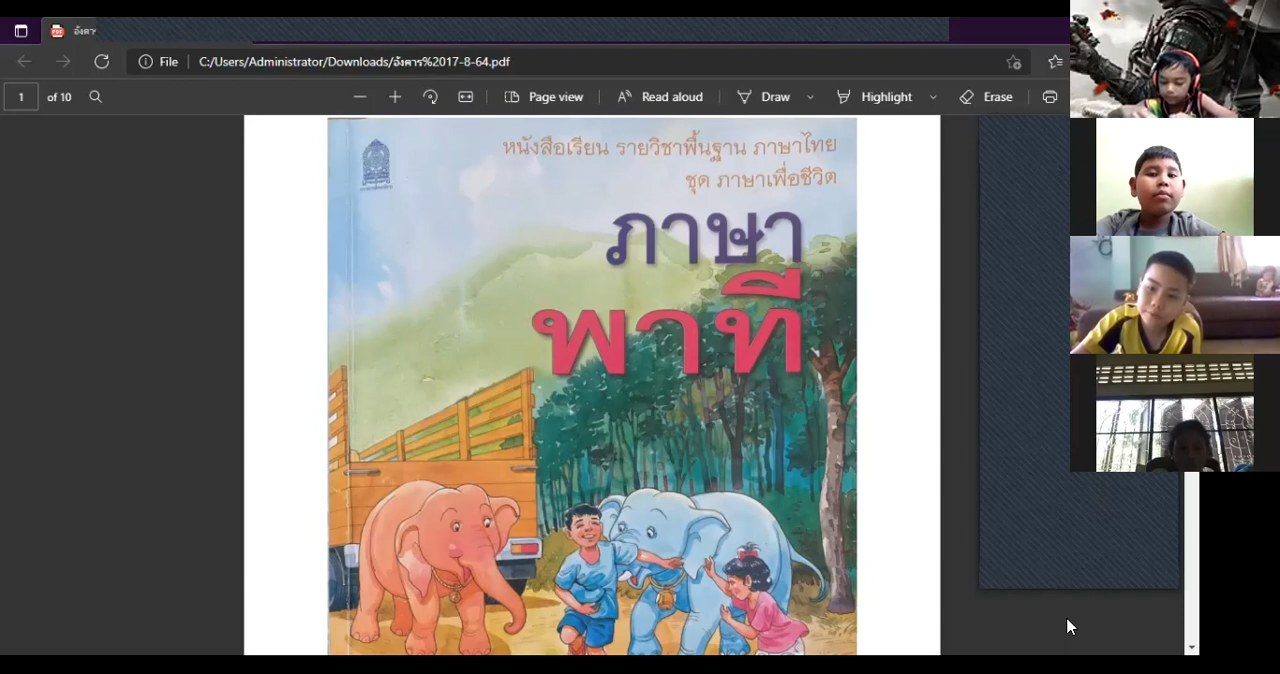 อังคาร
File
C:/Users/Administrator/Downloads/อังคาร%2017-8-64.pdf
1 of 10
Page view
Read aloud
Draw
Highlight
Erase
หนังสือเรียน รายวิชาพื้นฐาน ภาษาไทย
ชุด ภาษาเพื่อชีวิต
ภาษา
พาที